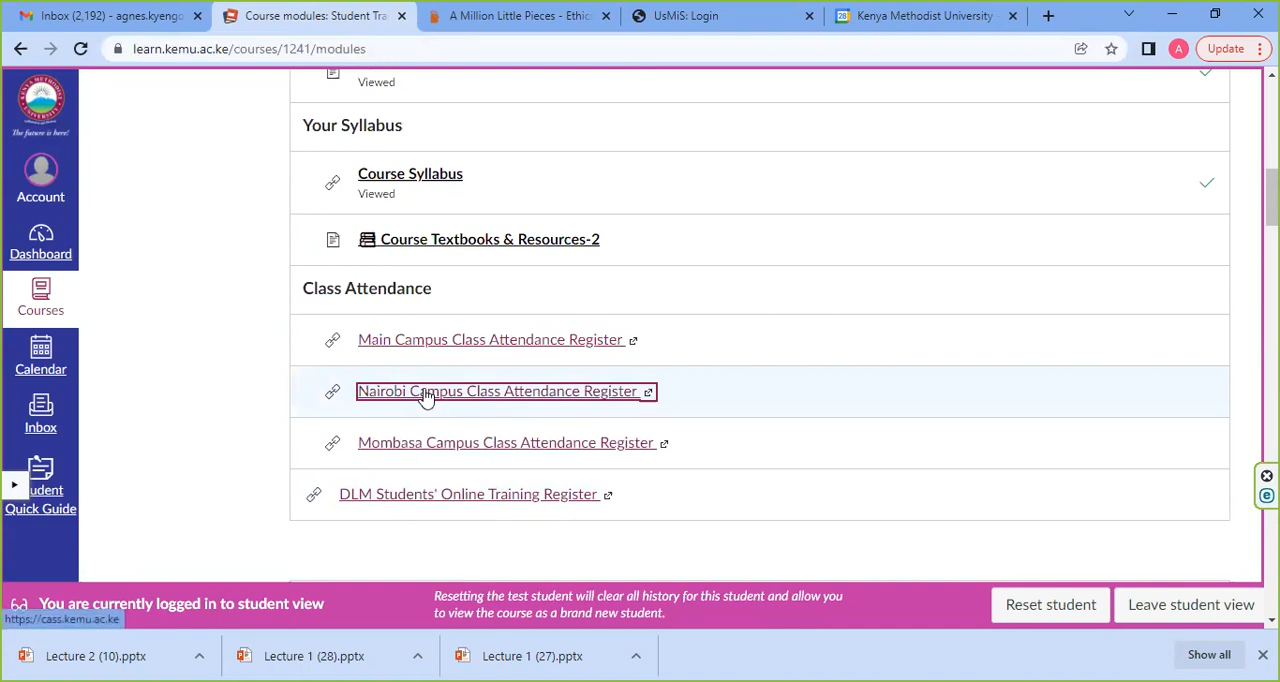 Inbox (2,192) - agnes.kyengo
Course modules: Student Tra
A Million Little Pieces - Ethics
UsMiS: Login
28
Kenya Methodist University
learn.kemu.ac.ke/courses/1241/modules
A
Update
The future is here!
Account
Dashboard
Courses
Calendar
Inbox
Student
Quick Guide
Viewed
Your Syllabus
Course Syllabus
Viewed
Course Textbooks & Resources-2
Class Attendance
Main Campus Class Attendance Register
Nairobi Campus Class Attendance Register
Mombasa Campus Class Attendance Register
DLM Students' Online Training Register
You are currently logged in to student view
Resetting the test student will clear all history for this student and allow you
to view the course as a brand new student.
Reset student
Leave student view
https://cass.kemu.ac.ke
Lecture 2 (10).pptx
Lecture 1 (28).pptx
Lecture 1 (27).pptx
Show all